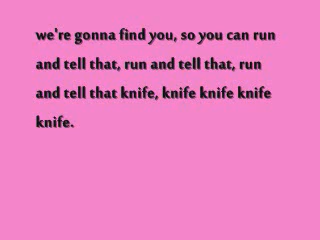 we're gonna find you, so you can run
and tell that, run and tell that, run
and tell that knife, knife knife knife
knife.